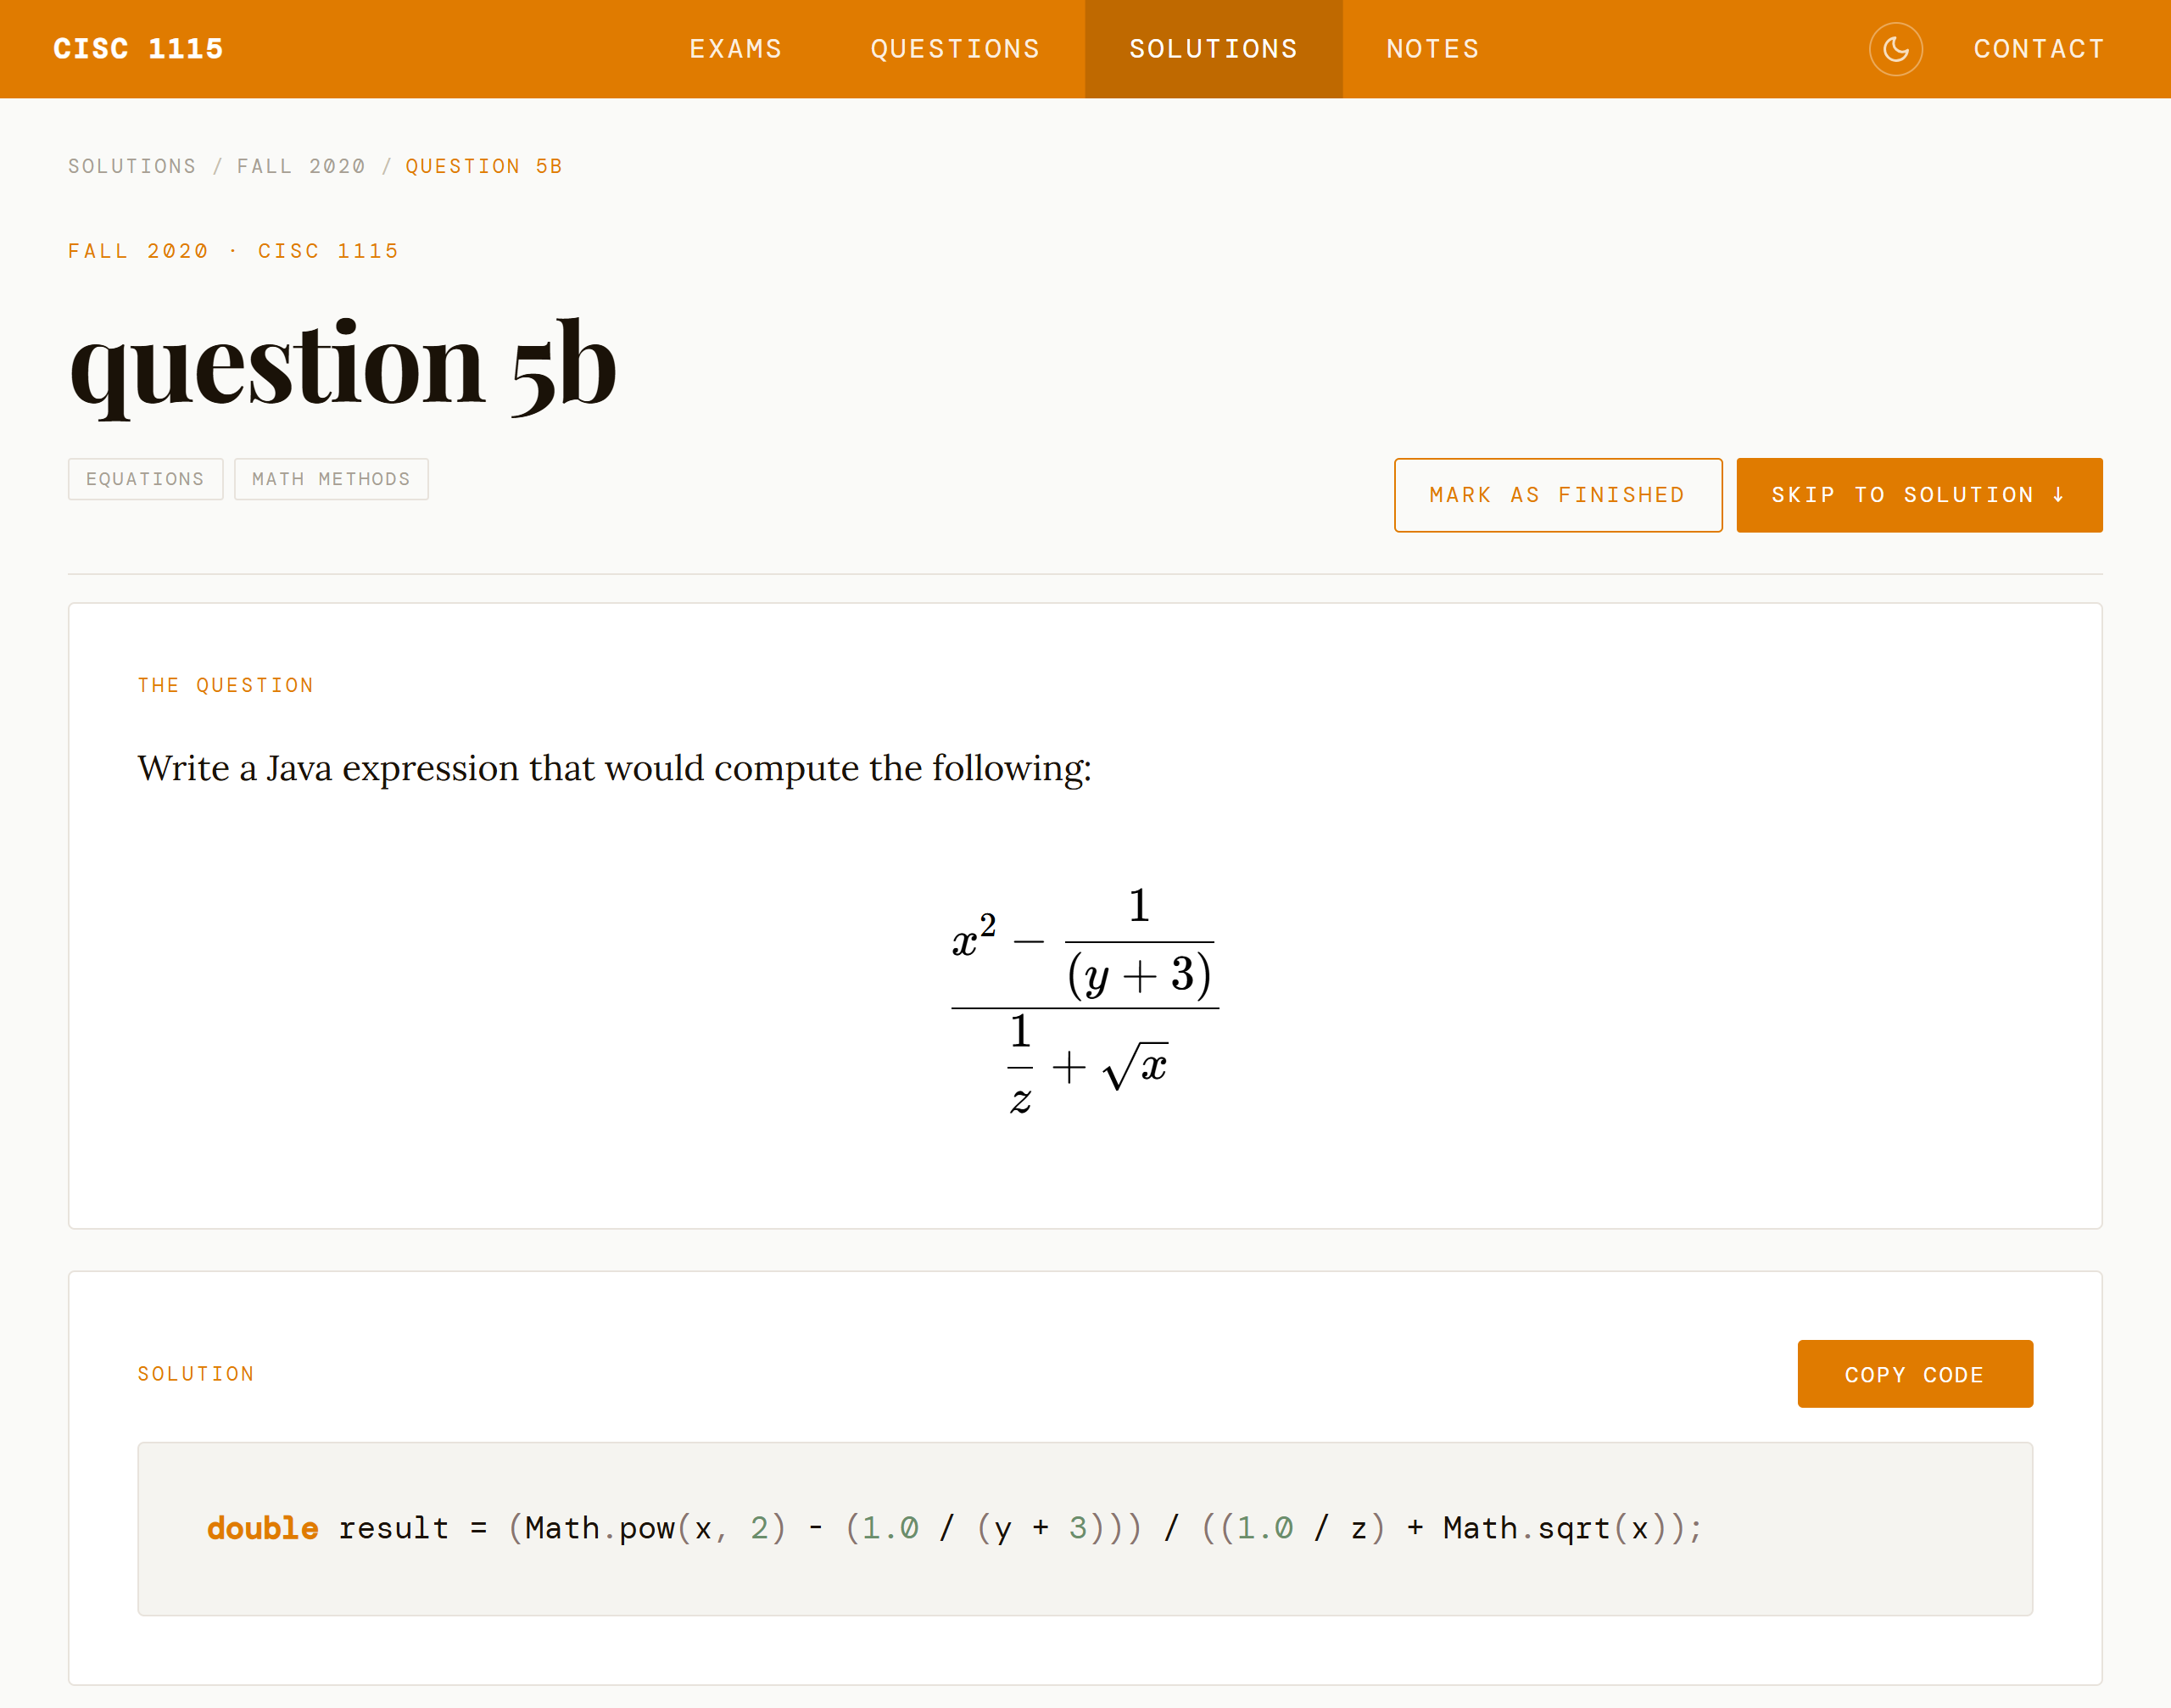 CISC 1115
EXAMS QUESTIONS SOLUTIONS NOTES
CONTACT
SOLUTIONS / FALL 2020 / QUESTION 5B
FALL 2020 · CISC 1115
question 5b
EQUATIONS MATH METHODS
MARK AS FINISHED SKIP TO SOLUTION ↓
THE QUESTION
Write a Java expression that would compute the following:
x² − 1
(y + 3)
1
z + √x
SOLUTION
COPY CODE
double result = (Math.pow(x, 2) - (1.0 / (y + 3))) / ((1.0 / z) + Math.sqrt(x));